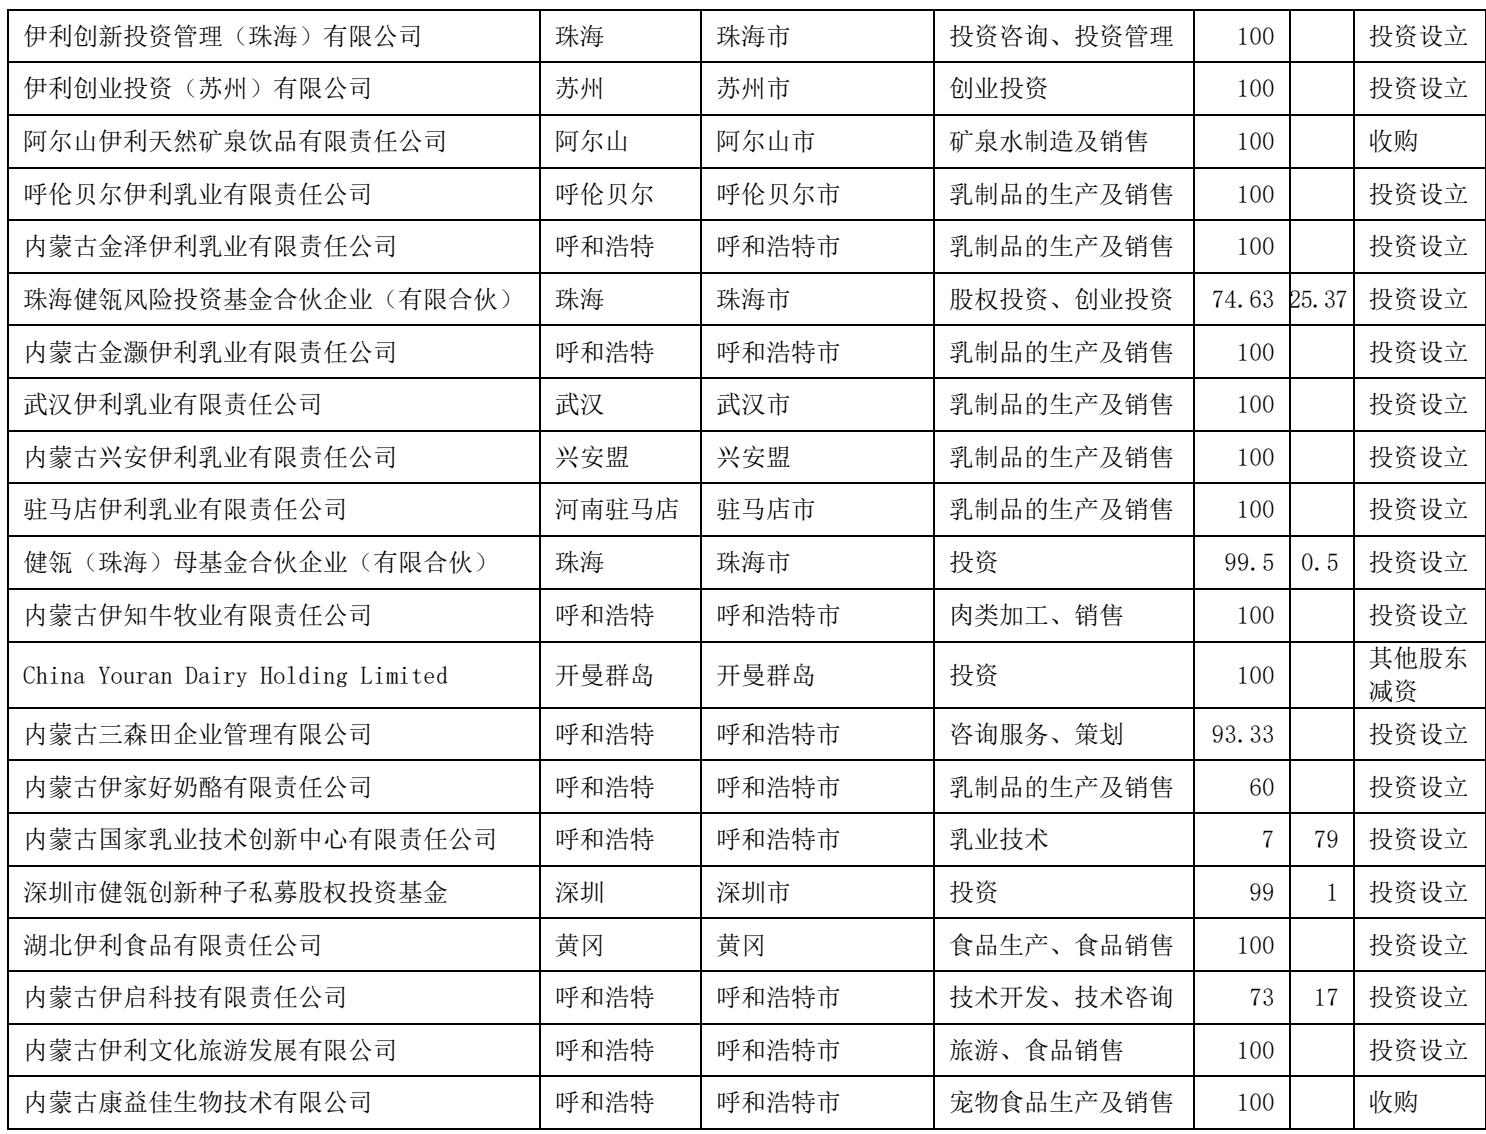 伊利创新投资管理（珠海）有限公司 珠海 珠海市 投资咨询、投资管理 100 投资设立
伊利创业投资（苏州）有限公司 苏州 苏州市 创业投资 100 投资设立
阿尔山伊利天然矿泉饮品有限责任公司 阿尔山 阿尔山市 矿泉水制造及销售 100 收购
呼伦贝尔伊利乳业有限责任公司 呼伦贝尔 呼伦贝尔市 乳制品的生产及销售 100 投资设立
内蒙古金泽伊利乳业有限责任公司 呼和浩特 呼和浩特市 乳制品的生产及销售 100 投资设立
珠海健瓴风险投资基金合伙企业（有限合伙） 珠海 珠海市 股权投资、创业投资 74.63 25.37 投资设立
内蒙古金灏伊利乳业有限责任公司 呼和浩特 呼和浩特市 乳制品的生产及销售 100 投资设立
武汉伊利乳业有限责任公司 武汉 武汉市 乳制品的生产及销售 100 投资设立
内蒙古兴安伊利乳业有限责任公司 兴安盟 兴安盟 乳制品的生产及销售 100 投资设立
驻马店伊利乳业有限责任公司 河南驻马店 驻马店市 乳制品的生产及销售 100 投资设立
健瓴（珠海）母基金合伙企业（有限合伙） 珠海 珠海市 投资 99.5 0.5 投资设立
内蒙古伊知牛牧业有限责任公司 呼和浩特 呼和浩特市 肉类加工、销售 100 投资设立
China Youran Dairy Holding Limited 开曼群岛 开曼群岛 投资 100 其他股东
减资
内蒙古三森田企业管理有限公司 呼和浩特 呼和浩特市 咨询服务、策划 93.33 投资设立
内蒙古伊家好奶酪有限责任公司 呼和浩特 呼和浩特市 乳制品的生产及销售 60 投资设立
内蒙古国家乳业技术创新中心有限责任公司 呼和浩特 呼和浩特市 乳业技术 7 79 投资设立
深圳市健瓴创新种子私募股权投资基金 深圳 深圳市 投资 99 1 投资设立
湖北伊利食品有限责任公司 黄冈 黄冈 食品生产、食品销售 100 投资设立
内蒙古伊启科技有限责任公司 呼和浩特 呼和浩特市 技术开发、技术咨询 73 17 投资设立
内蒙古伊利文化旅游发展有限公司 呼和浩特 呼和浩特市 旅游、食品销售 100 投资设立
内蒙古康益佳生物技术有限公司 呼和浩特 呼和浩特市 宠物食品生产及销售 100 收购